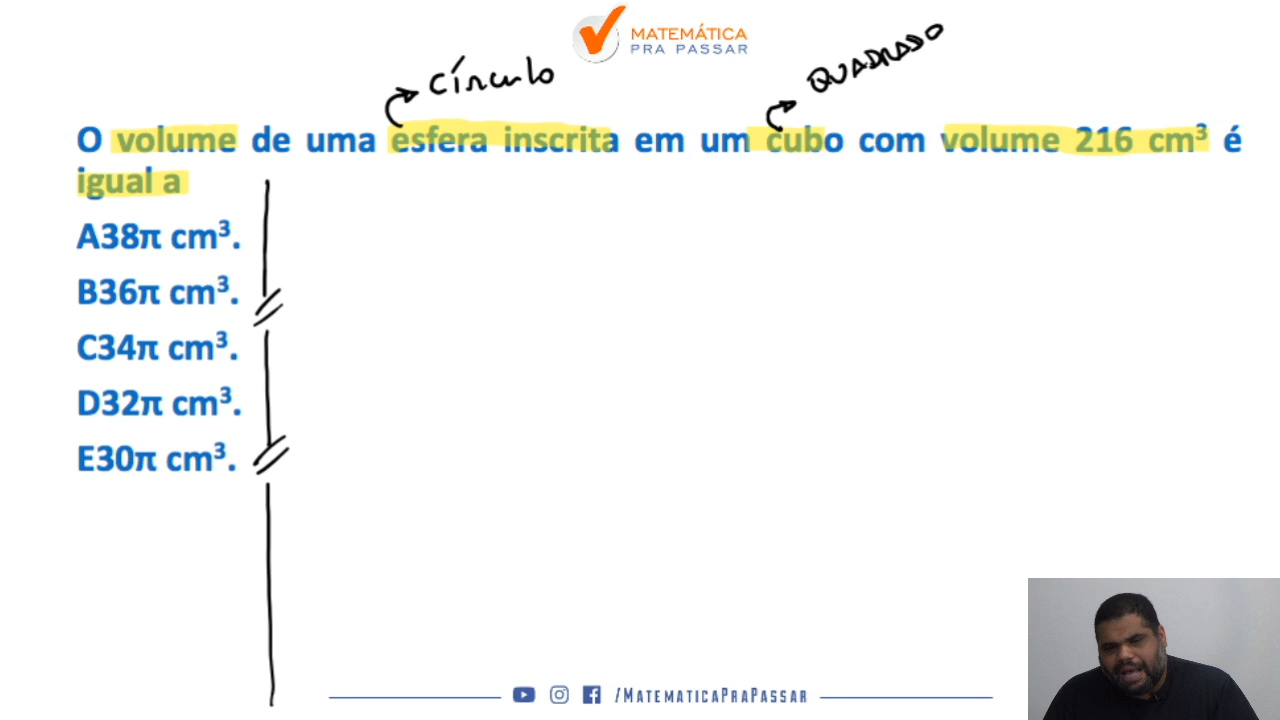 MATEMÁTICA
PRA PASSAR
Círculo
QUADRADO
O volume de uma esfera inscrita em um cubo com volume 216 cm³ é
igual a
A38π cm³.
B36π cm³.
C34π cm³.
D32π cm³.
E30π cm³.
/MATEMATICAPRAPASSAR